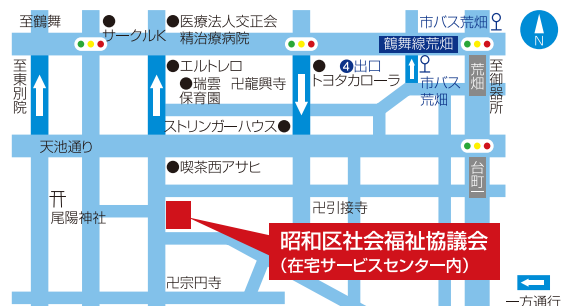 至鶴舞
サークルK
医療法人交正会
精治療病院
市バス荒畑
鶴舞線荒畑
N
至東別院
エルトレロ
瑞雲
保育園
卍龍興寺
4出口
トヨタカローラ
市バス
荒畑
荒畑
至御器所
ストリンガーハウス
天池通り
喫茶西アサヒ
台町一
尾陽神社
卍引接寺
昭和区社会福祉協議会
(在宅サービスセンター内)
卍宗円寺
一方通行